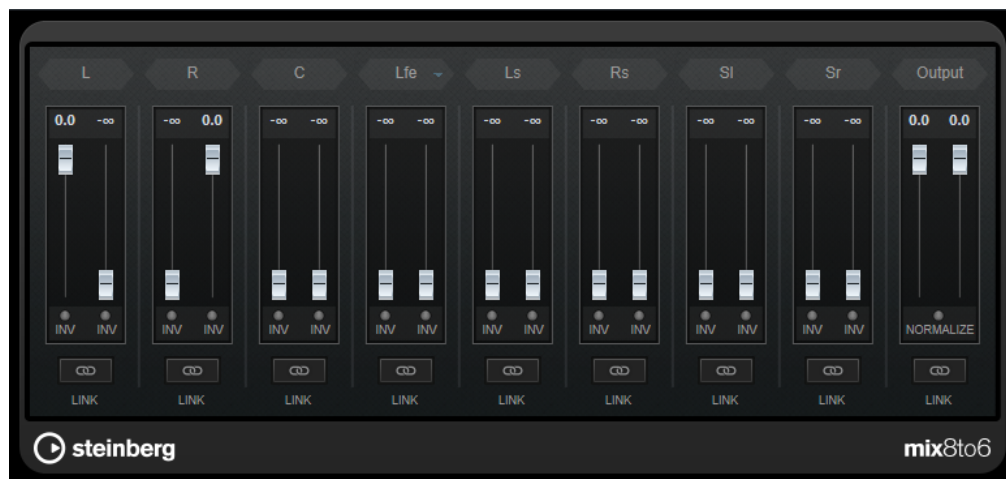 L R C Lfe Ls Rs Sl Sr Output
0.0 -∞ -∞ 0.0 -∞ -∞ -∞ -∞ -∞ -∞ -∞ -∞ -∞ -∞ -∞ -∞ 0.0 0.0
INV INV INV INV INV INV INV INV INV INV INV INV INV INV INV INV NORMALIZE
LINK LINK LINK LINK LINK LINK LINK LINK LINK
steinberg mix8to6